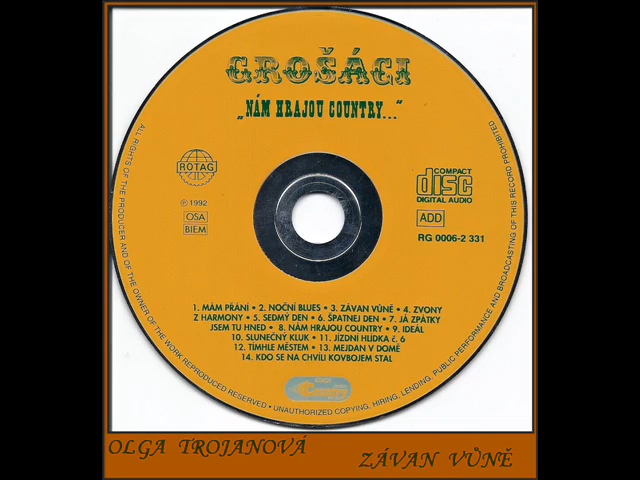 GROŠÁCI
„NÁM HRAJOU COUNTRY..."
ROTAG
℗ 1992
OSA
BIEM
COMPACT
disc
DIGITAL AUDIO
ADD
RG 0006-2 331
1. MÁM PŘÁNÍ • 2. NOČNÍ BLUES • 3. ZÁVAN VŮNĚ • 4. ZVONY
Z HARMONY • 5. SEDMÝ DEN • 6. ŠPATNEJ DEN • 7. JÁ ZPÁTKY
JSEM TU HNED • 8. NÁM HRAJOU COUNTRY • 9. IDEÁL
10. SLUNEČNÝ KLUK • 11. JÍZDNÍ HLÍDKA č. 6
12. TÍMHLE MĚSTEM • 13. MEJDAN V DOMĚ
14. KDO SE NA CHVÍLI KOVBOJEM STAL
ALL RIGHTS OF THE PRODUCER AND OF THE OWNER OF THE WORK REPRODUCED RESERVED • UNAUTHORIZED COPYING, HIRING, LENDING, PUBLIC PERFORMANCE AND BROADCASTING OF THIS RECORD PROHIBITED
OLGA TROJANOVÁ
ZÁVAN VŮNĚ